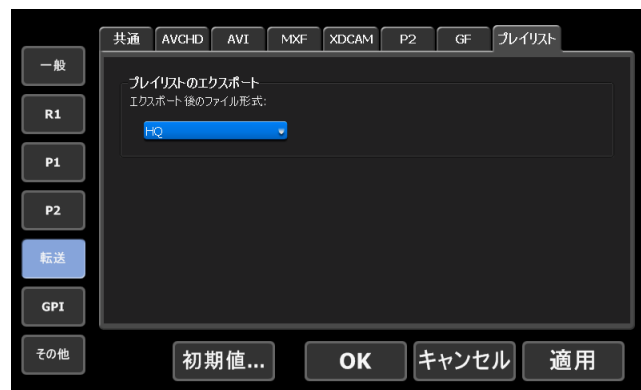 共通 AVCHD AVI MXF XDCAM P2 GF プレイリスト
一般
R1
P1
P2
転送
GPI
その他
プレイリストのエクスポート
エクスポート後のファイル形式:
HQ
初期値... OK キャンセル 適用